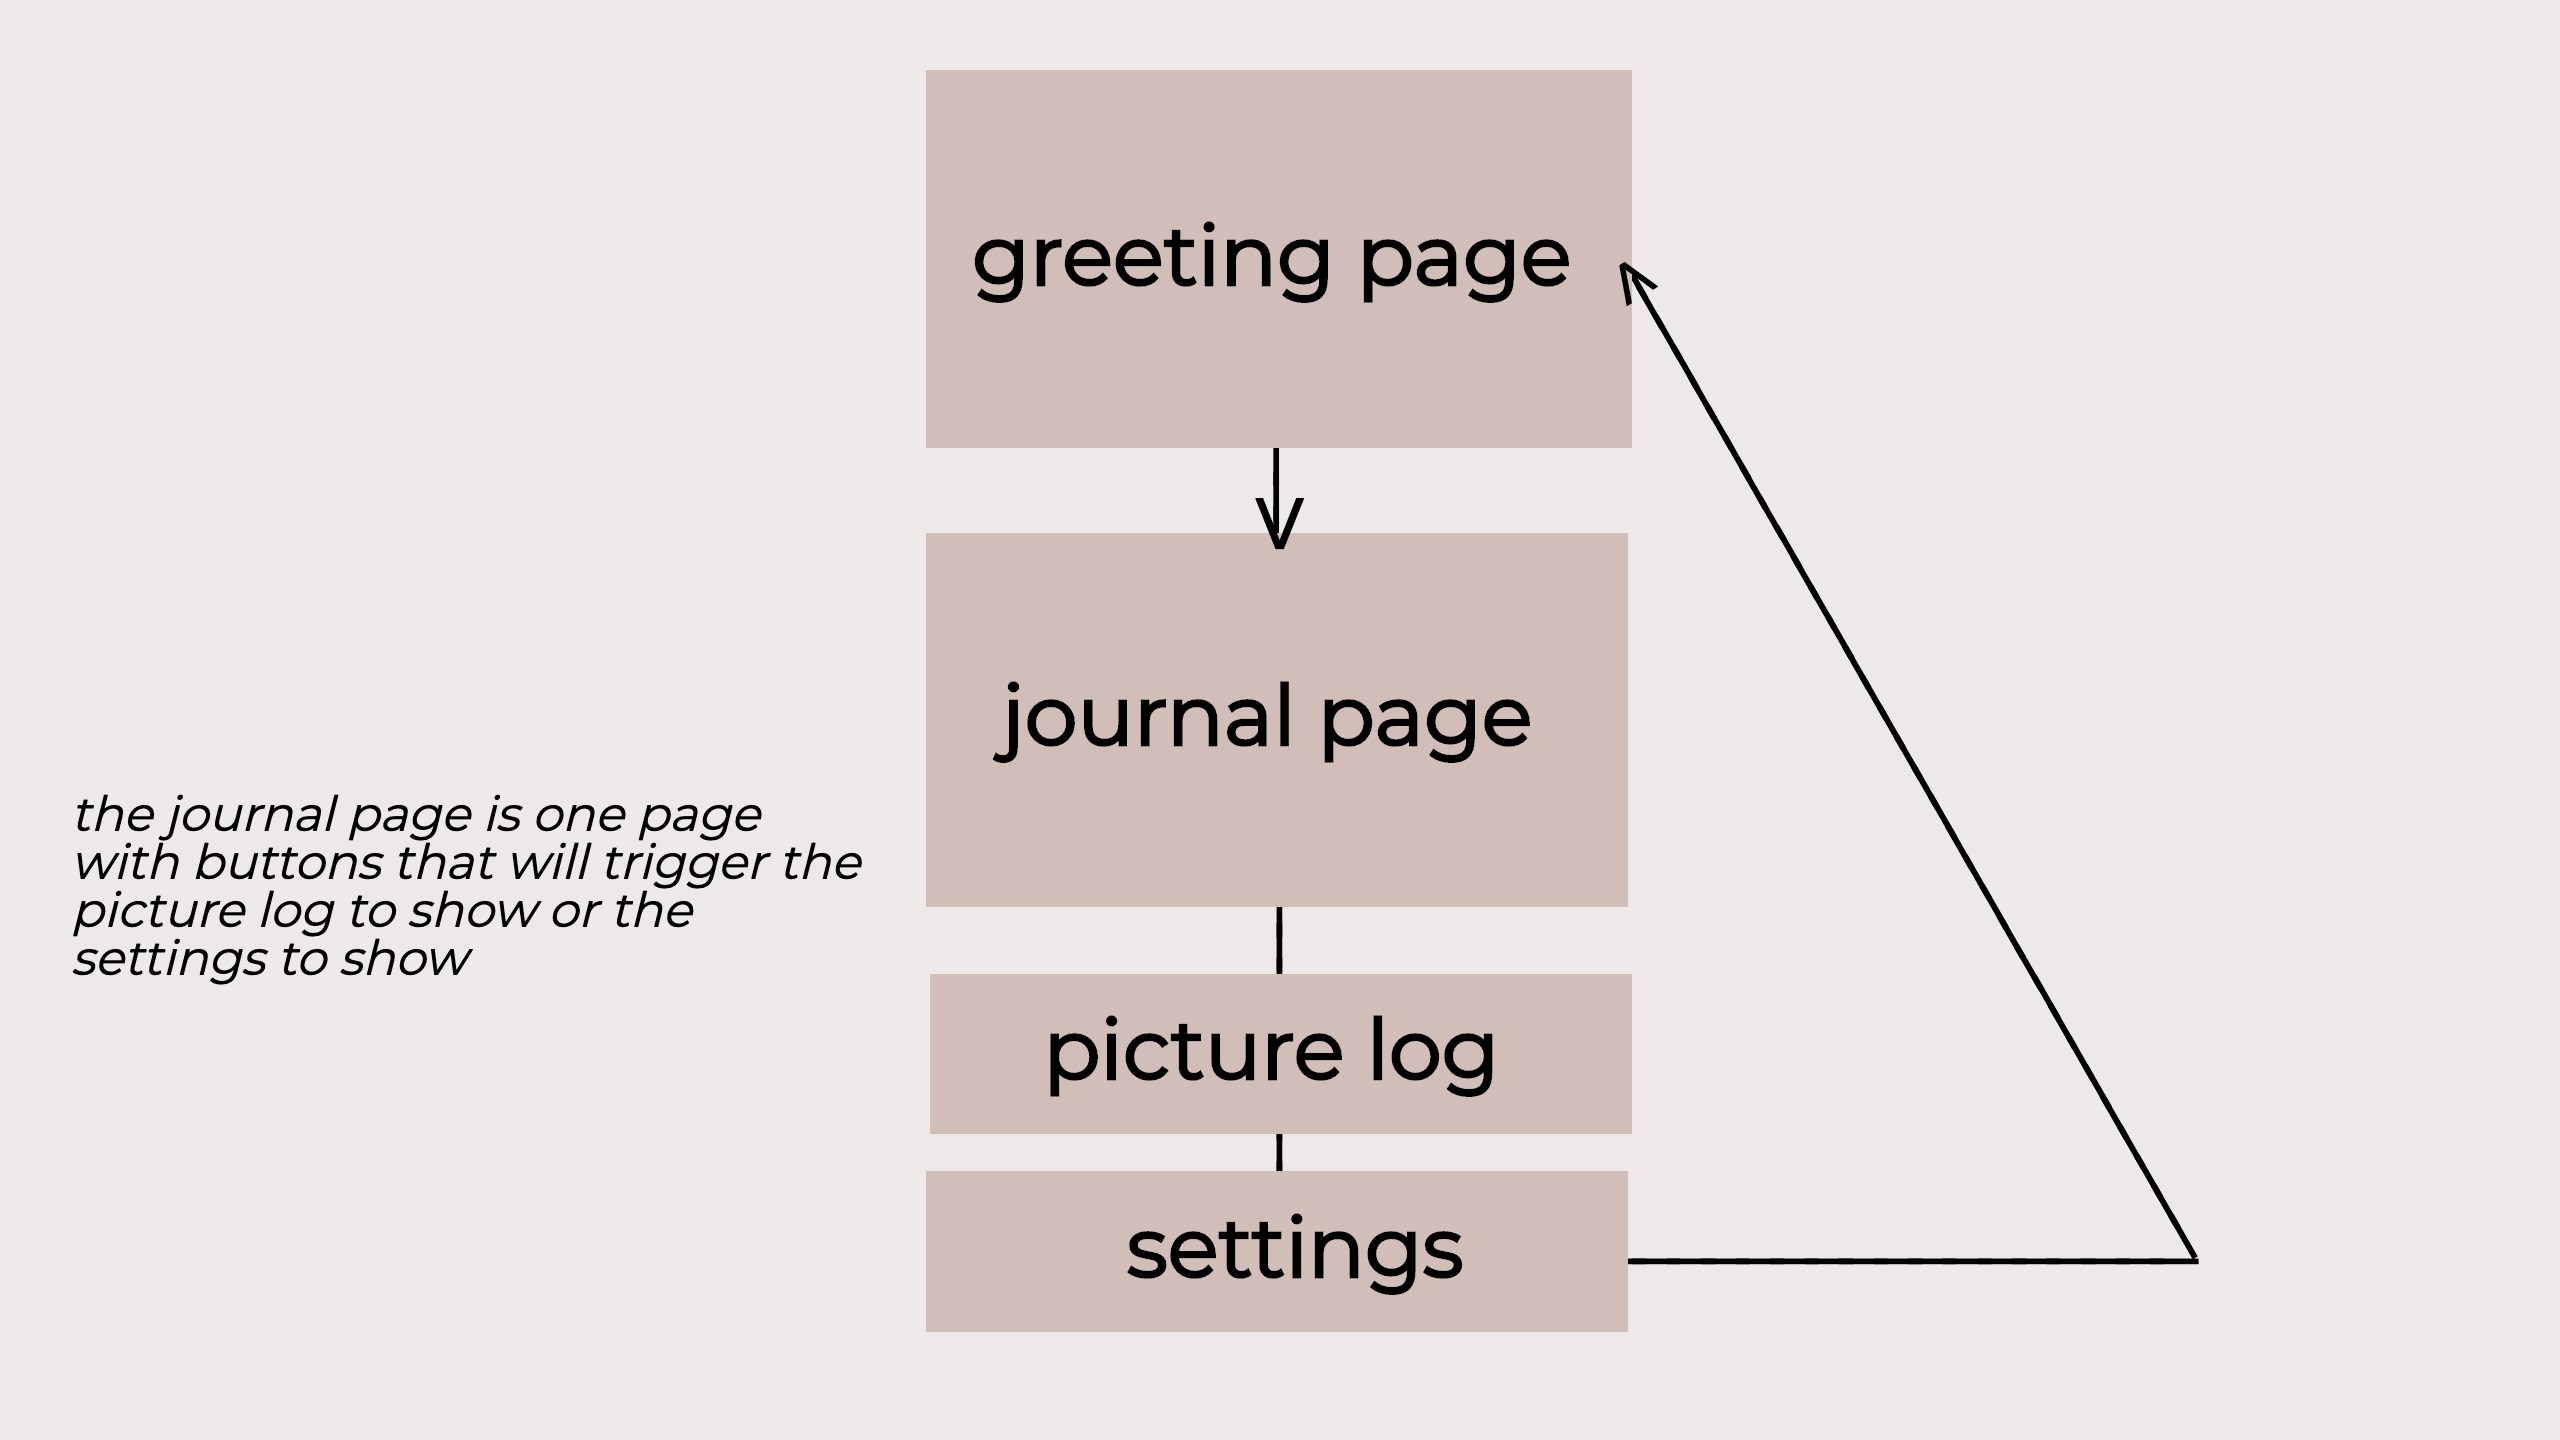 greeting page
journal page
the journal page is one page
with buttons that will trigger the
picture log to show or the
settings to show
picture log
settings